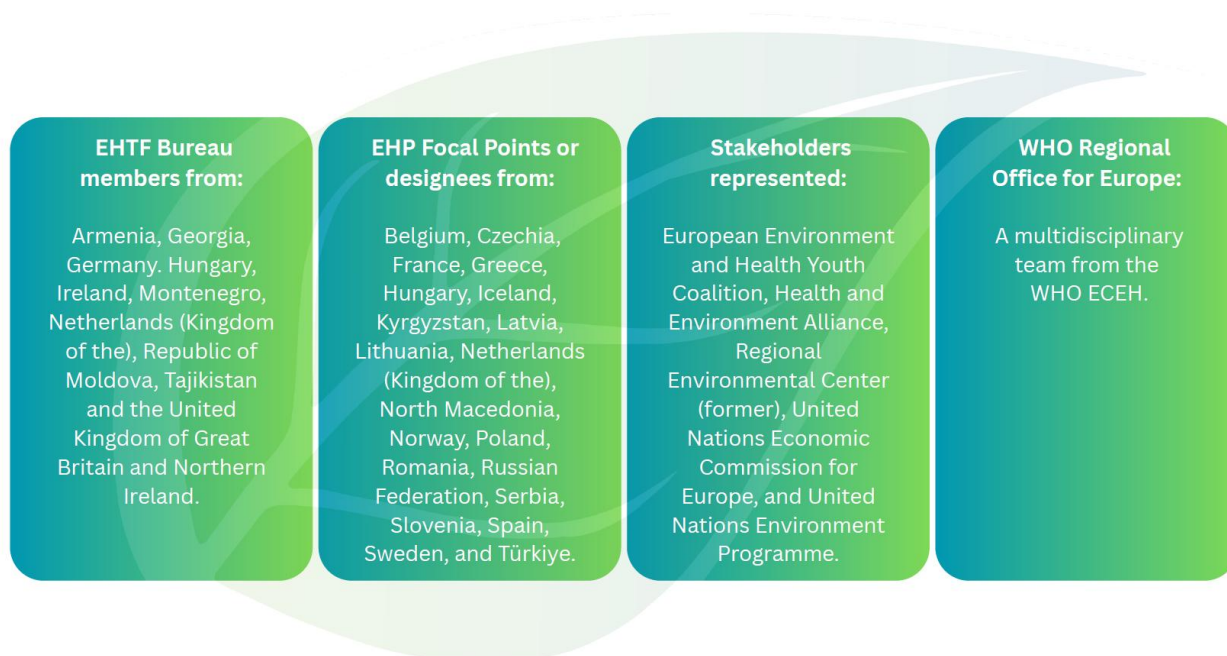 EHTF Bureau
members from:
Armenia, Georgia,
Germany. Hungary,
Ireland, Montenegro,
Netherlands (Kingdom
of the), Republic of
Moldova, Tajikistan
and the United
Kingdom of Great
Britain and Northern
Ireland.
EHP Focal Points or
designees from:
Belgium, Czechia,
France, Greece,
Hungary, Iceland,
Kyrgyzstan, Latvia,
Lithuania, Netherlands
(Kingdom of the),
North Macedonia,
Norway, Poland,
Romania, Russian
Federation, Serbia,
Slovenia, Spain,
Sweden, and Türkiye.
Stakeholders
represented:
European Environment
and Health Youth
Coalition, Health and
Environment Alliance,
Regional
Environmental Center
(former), United
Nations Economic
Commission for
Europe, and United
Nations Environment
Programme.
WHO Regional
Office for Europe:
A multidisciplinary
team from the
WHO ECEH.